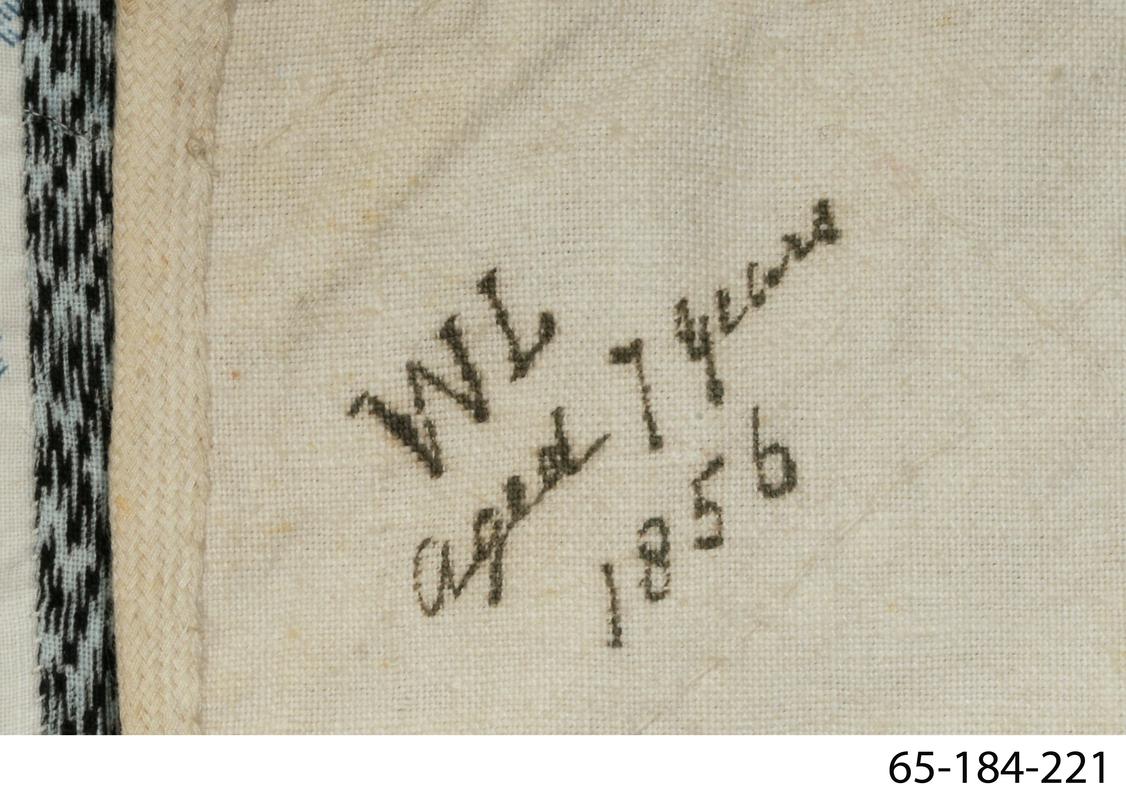 WL
aged 7 years
1856
65-184-221